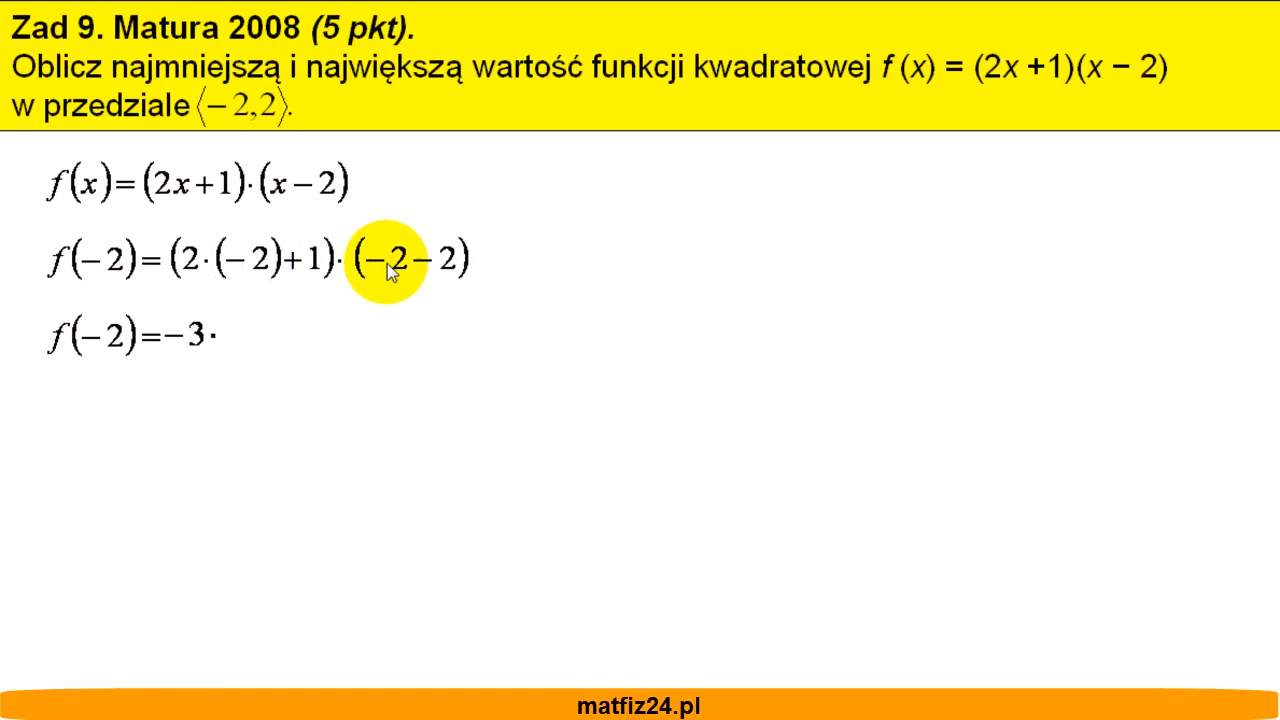 Zad 9. Matura 2008 (5 pkt).
Oblicz najmniejszą i największą wartość funkcji kwadratowej f (x) = (2x +1)(x − 2)
w przedziale ⟨− 2,2⟩.
f(x)=(2x+1)·(x−2)
f(−2)=(2·(−2)+1)·(−2−2)
f(−2)=−3·
matfiz24.pl